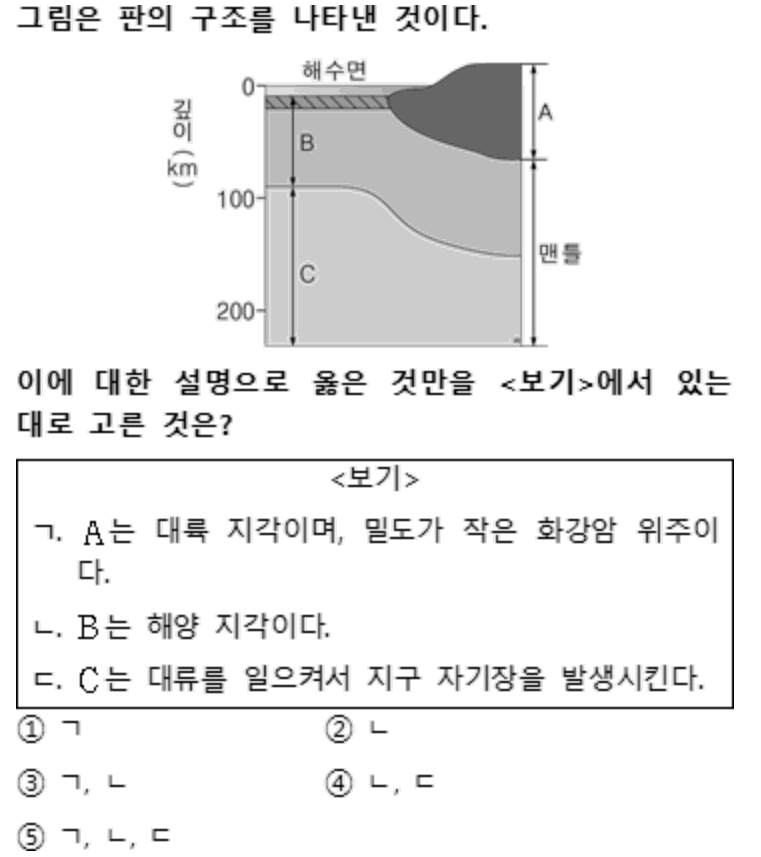 그림은 판의 구조를 나타낸 것이다.
해수면
0
깊이(km)
A
B
100
맨틀
C
200
이에 대한 설명으로 옳은 것만을 <보기>에서 있는
대로 고른 것은?
<보기>
ㄱ. A는 대륙 지각이며, 밀도가 작은 화강암 위주이
다.
ㄴ. B는 해양 지각이다.
ㄷ. C는 대류를 일으켜서 지구 자기장을 발생시킨다.
① ㄱ ② ㄴ
③ ㄱ, ㄴ ④ ㄴ, ㄷ
⑤ ㄱ, ㄴ, ㄷ